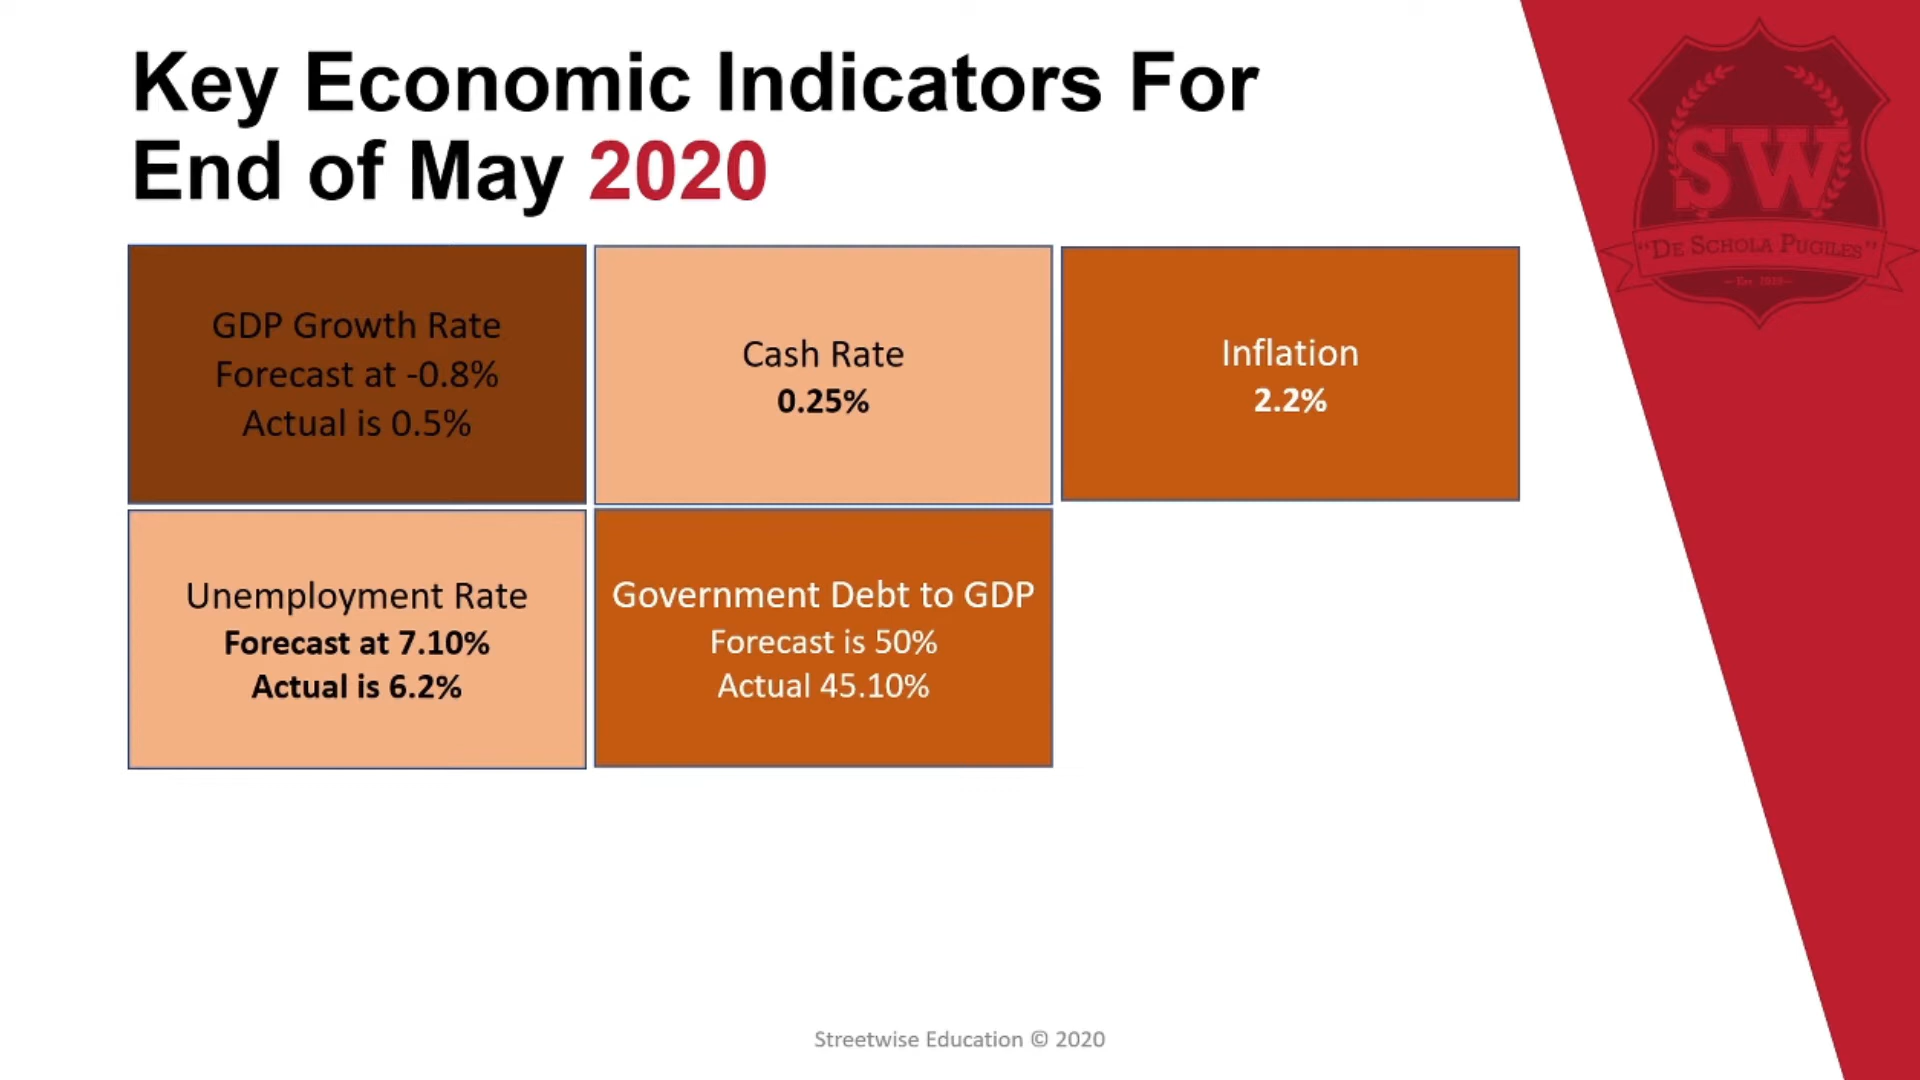 Key Economic Indicators For
End of May 2020
GDP Growth Rate
Forecast at -0.8%
Actual is 0.5%
Cash Rate
0.25%
Inflation
2.2%
Unemployment Rate
Forecast at 7.10%
Actual is 6.2%
Government Debt to GDP
Forecast is 50%
Actual 45.10%
SW
"DE SCHOLA PUGILES"
Streetwise Education © 2020